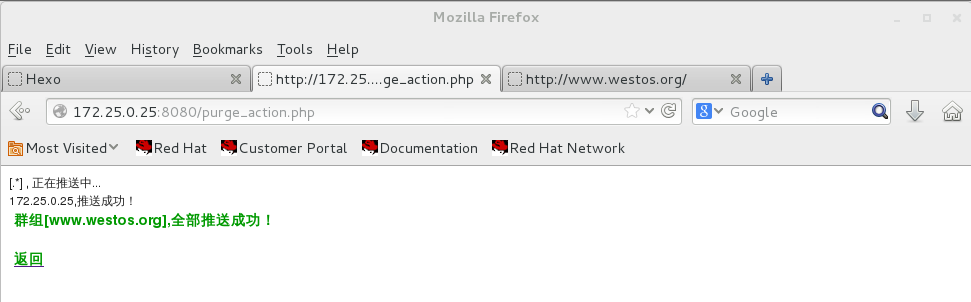 Mozilla Firefox
File Edit View History Bookmarks Tools Help
Hexo http://172.25....ge_action.php http://www.westos.org/
172.25.0.25:8080/purge_action.php Google
Most Visited Red Hat Customer Portal Documentation Red Hat Network
[.*] , 正在推送中...
172.25.0.25,推送成功！
群组[www.westos.org],全部推送成功！
返回